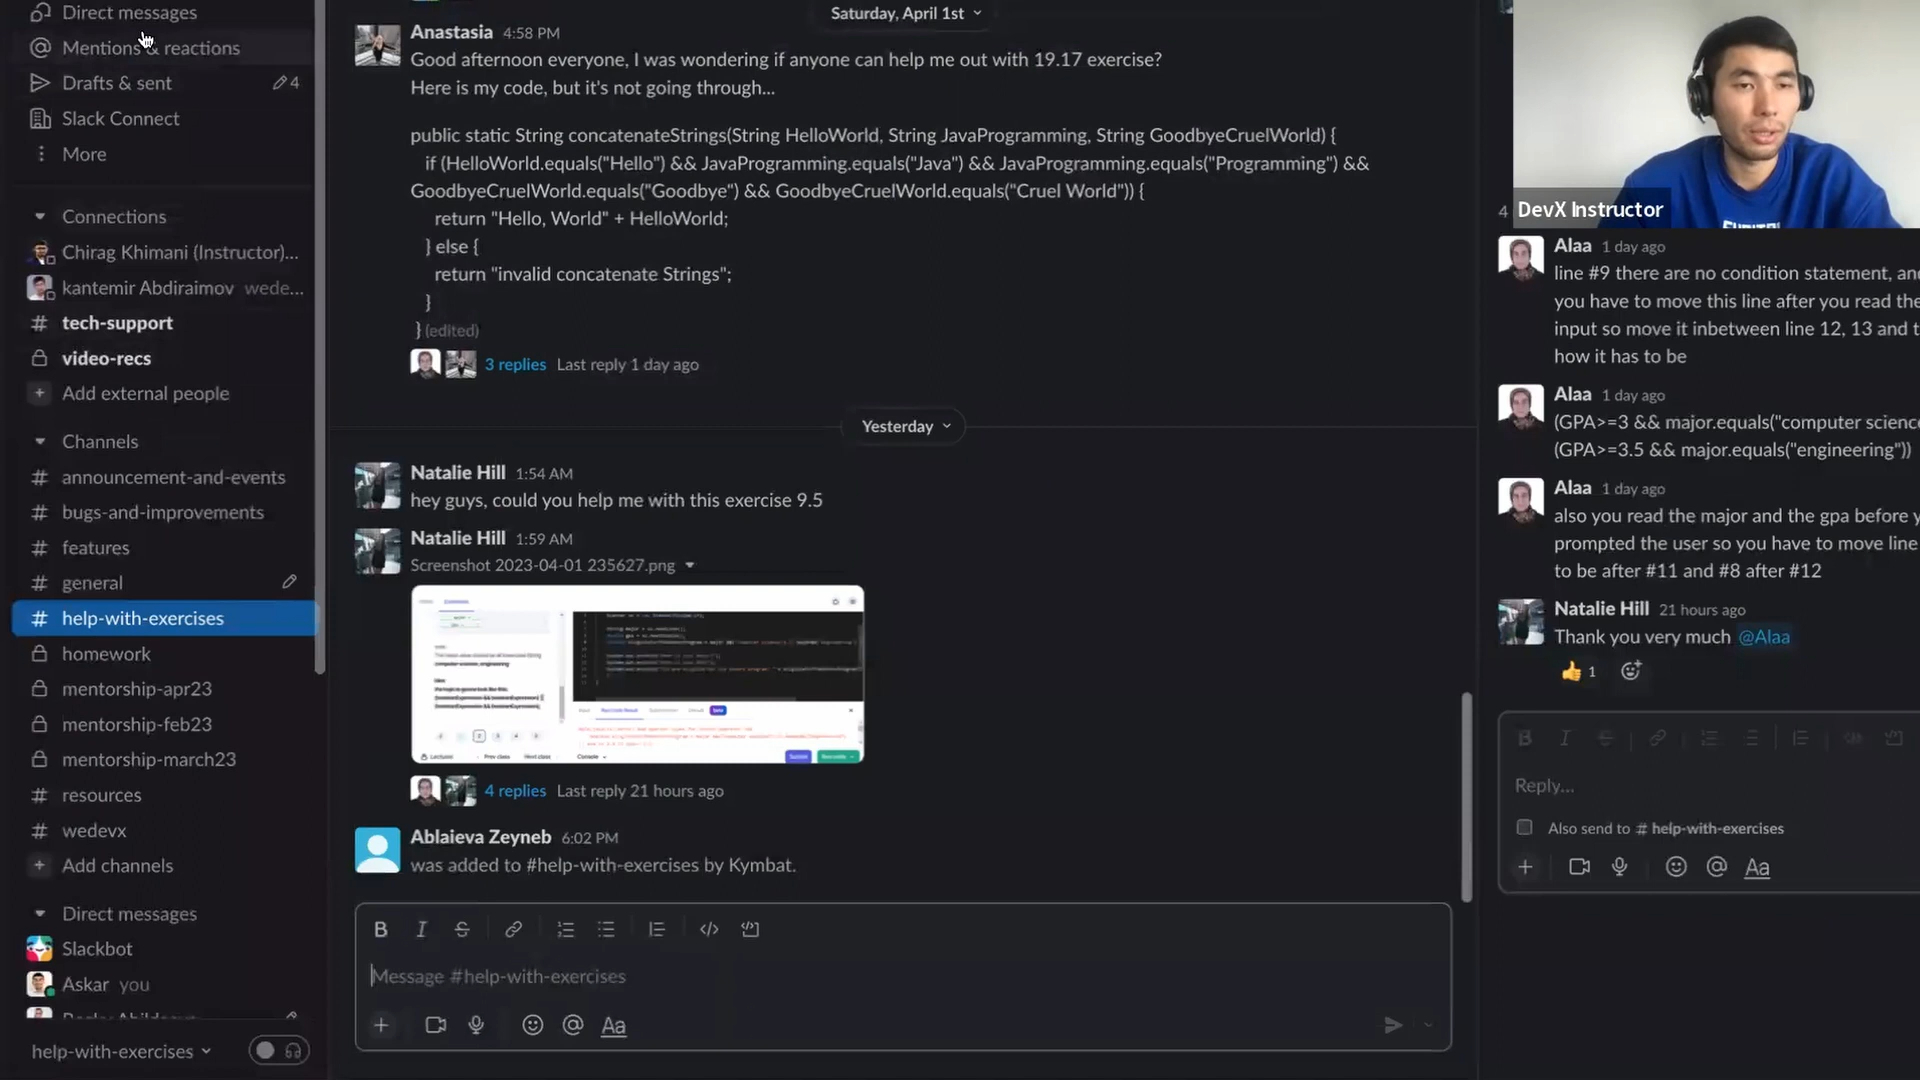 Direct messages
Mentions & reactions
Drafts & sent
4
Slack Connect
More
Connections
Chirag Khimani (Instructor)...
kantemir Abdiraimov wede...
tech-support
video-recs
Add external people
Channels
announcement-and-events
bugs-and-improvements
features
general
help-with-exercises
homework
mentorship-apr23
mentorship-feb23
mentorship-march23
resources
wedevx
Add channels
Direct messages
Slackbot
Askar you
help-with-exercises
Saturday, April 1st
Anastasia 4:58 PM
Good afternoon everyone, I was wondering if anyone can help me out with 19.17 exercise?
Here is my code, but it's not going through...
public static String concatenateStrings(String HelloWorld, String JavaProgramming, String GoodbyeCruelWorld) {
if (HelloWorld.equals("Hello") && JavaProgramming.equals("Java") && JavaProgramming.equals("Programming") &&
GoodbyeCruelWorld.equals("Goodbye") && GoodbyeCruelWorld.equals("Cruel World")) {
return "Hello, World" + HelloWorld;
} else {
return "invalid concatenate Strings";
}
} (edited)
3 replies Last reply 1 day ago
Yesterday
Natalie Hill 1:54 AM
hey guys, could you help me with this exercise 9.5
Natalie Hill 1:59 AM
Screenshot 2023-04-01 235627.png
4 replies Last reply 21 hours ago
Ablaieva Zeyneb 6:02 PM
was added to #help-with-exercises by Kymbat.
B I S
Message #help-with-exercises
Aa
4 DevX Instructor
Alaa 1 day ago
line #9 there are no condition statement, and
you have to move this line after you read the
input so move it inbetween line 12, 13 and t
how it has to be
Alaa 1 day ago
(GPA>=3 && major.equals("computer science
(GPA>=3.5 && major.equals("engineering"))
Alaa 1 day ago
also you read the major and the gpa before y
prompted the user so you have to move line
to be after #11 and #8 after #12
Natalie Hill 21 hours ago
Thank you very much @Alaa
1
B I S
Reply...
Also send to # help-with-exercises
Aa